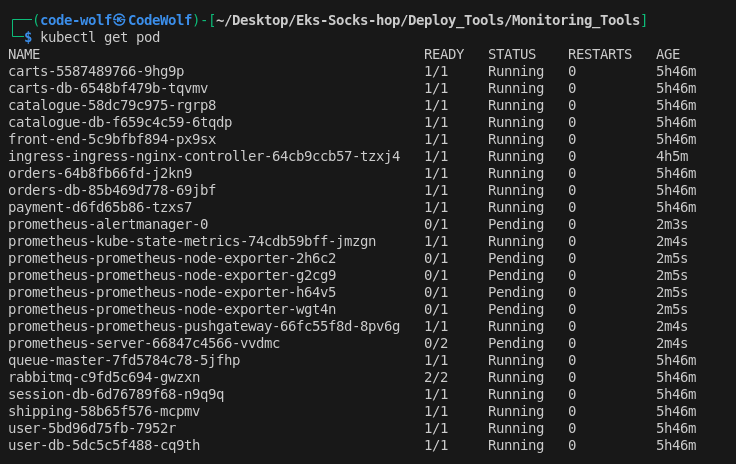 ┌──(code-wolf㉿CodeWolf)-[~/Desktop/Eks-Socks-hop/Deploy_Tools/Monitoring_Tools]
└─$ kubectl get pod
NAME READY STATUS RESTARTS AGE
carts-5587489766-9hg9p 1/1 Running 0 5h46m
carts-db-6548bf479b-tqvmv 1/1 Running 0 5h46m
catalogue-58dc79c975-rgrp8 1/1 Running 0 5h46m
catalogue-db-f659c4c59-6tqdp 1/1 Running 0 5h46m
front-end-5c9bfbf894-px9sx 1/1 Running 0 5h46m
ingress-ingress-nginx-controller-64cb9ccb57-tzxj4 1/1 Running 0 4h5m
orders-64b8fb66fd-j2kn9 1/1 Running 0 5h46m
orders-db-85b469d778-69jbf 1/1 Running 0 5h46m
payment-d6fd65b86-tzxs7 1/1 Running 0 5h46m
prometheus-alertmanager-0 0/1 Pending 0 2m3s
prometheus-kube-state-metrics-74cdb59bff-jmzgn 1/1 Running 0 2m4s
prometheus-prometheus-node-exporter-2h6c2 0/1 Pending 0 2m5s
prometheus-prometheus-node-exporter-g2cg9 0/1 Pending 0 2m5s
prometheus-prometheus-node-exporter-h64v5 0/1 Pending 0 2m5s
prometheus-prometheus-node-exporter-wgt4n 0/1 Pending 0 2m5s
prometheus-prometheus-pushgateway-66fc55f8d-8pv6g 1/1 Running 0 2m4s
prometheus-server-66847c4566-vvdmc 0/2 Pending 0 2m4s
queue-master-7fd5784c78-5jfhp 1/1 Running 0 5h46m
rabbitmq-c9fd5c694-gwzxn 2/2 Running 0 5h46m
session-db-6d76789f68-n9q9q 1/1 Running 0 5h46m
shipping-58b65f576-mcpmv 1/1 Running 0 5h46m
user-5bd96d75fb-7952r 1/1 Running 0 5h46m
user-db-5dc5c5f488-cq9th 1/1 Running 0 5h46m